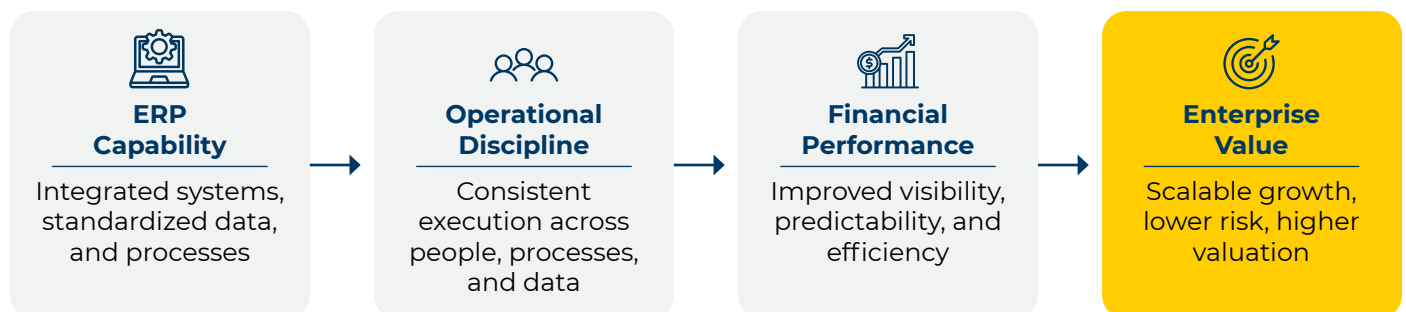 ERP
Capability
Integrated systems,
standardized data,
and processes
Operational
Discipline
Consistent
execution across
people, processes,
and data
$
Financial
Performance
Improved visibility,
predictability, and
efficiency
Enterprise
Value
Scalable growth,
lower risk, higher
valuation